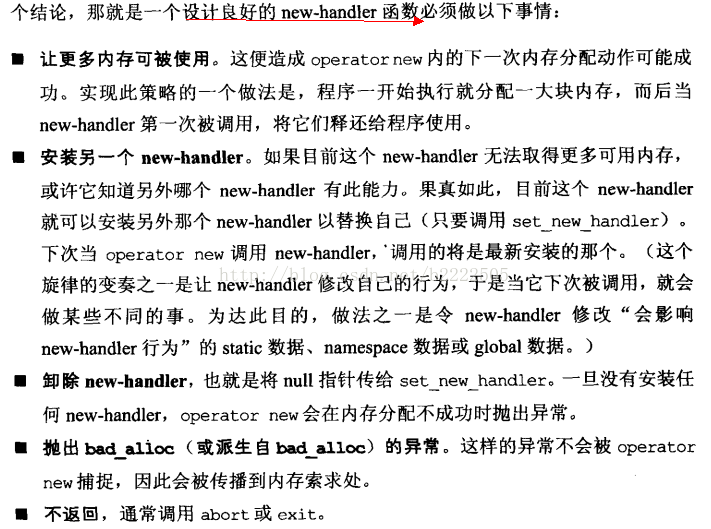 个结论，那就是一个设计良好的 new-handler 函数必须做以下事情：
■ 让更多内存可被使用。这便造成 operator new 内的下一次内存分配动作可能成
功。实现此策略的一个做法是，程序一开始执行就分配一大块内存，而后当
new-handler 第一次被调用，将它们释还给程序使用。
■ 安装另一个 new-handler。如果目前这个 new-handler 无法取得更多可用内存，
或许它知道另外哪个 new-handler 有此能力。果真如此，目前这个 new-handler
就可以安装另外那个 new-handler 以替换自己（只要调用 set_new_handler）。
下次当 operator new 调用 new-handler，调用的将是最新安装的那个。（这个
旋律的变奏之一是让 new-handler 修改自己的行为，于是当它下次被调用，就会
http://blog.csdn.net/h2223505
做某些不同的事。为达此目的，做法之一是令 new-handler 修改“会影响
new-handler 行为”的 static 数据、namespace 数据或 global 数据。）
■ 卸除 new-handler，也就是将 null 指针传给 set_new_handler。一旦没有安装任
何 new-handler，operator new 会在内存分配不成功时抛出异常。
■ 抛出 bad_alloc（或派生自 bad_alloc）的异常。这样的异常不会被 operator
new 捕捉，因此会被传播到内存索求处。
■ 不返回，通常调用 abort 或 exit。